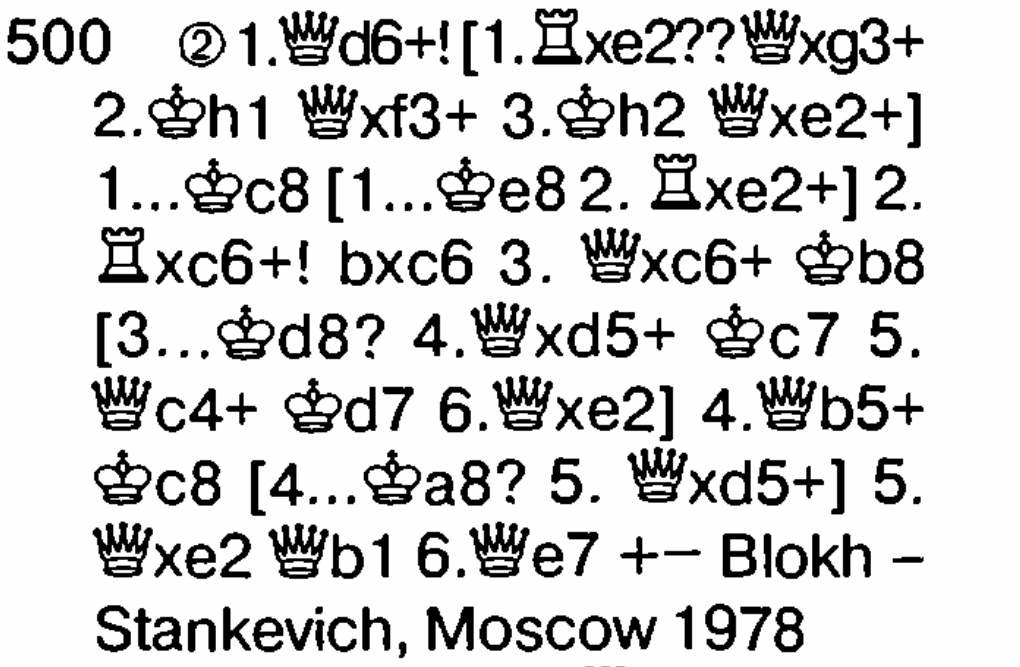 500 ② 1.♕d6+! [1.♖xe2?? ♕xg3+
2.♔h1 ♕xf3+ 3.♔h2 ♕xe2+]
1...♔c8 [1...♔e8 2. ♖xe2+] 2.
♖xc6+! bxc6 3. ♕xc6+ ♔b8
[3...♔d8? 4.♕xd5+ ♔c7 5.
♕c4+ ♔d7 6.♕xe2] 4.♕b5+
♔c8 [4...♔a8? 5. ♕xd5+] 5.
♕xe2 ♕b1 6.♕e7 +− Blokh –
Stankevich, Moscow 1978